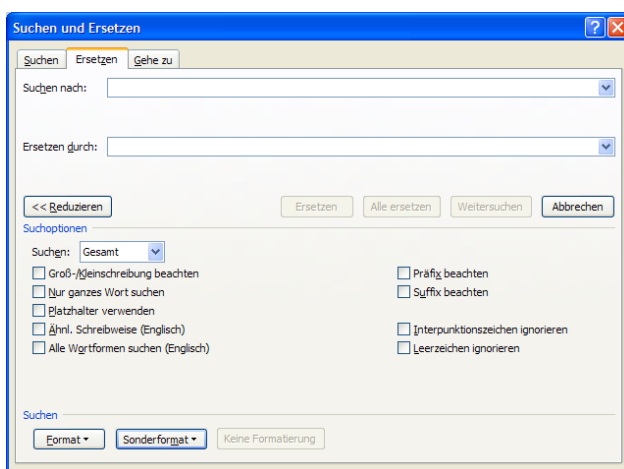 Suchen und Ersetzen
Suchen Ersetzen Gehe zu
Suchen nach:
Ersetzen durch:
<< Reduzieren Ersetzen Alle ersetzen Weitersuchen Abbrechen
Suchoptionen
Suchen: Gesamt
Groß-/Kleinschreibung beachten Präfix beachten
Nur ganzes Wort suchen Suffix beachten
Platzhalter verwenden
Ähnl. Schreibweise (Englisch) Interpunktionszeichen ignorieren
Alle Wortformen suchen (Englisch) Leerzeichen ignorieren
Suchen
Format Sonderformat Keine Formatierung